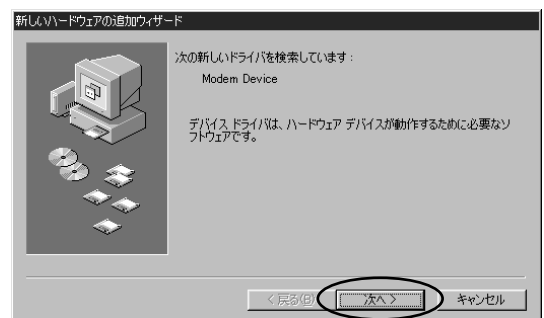 新しいハードウェアの追加ウィザード
次の新しいドライバを検索しています：
Modem Device
デバイス ドライバは、ハードウェア デバイスが動作するために必要なソ
フトウェアです。
< 戻る(B)
次へ >
キャンセル